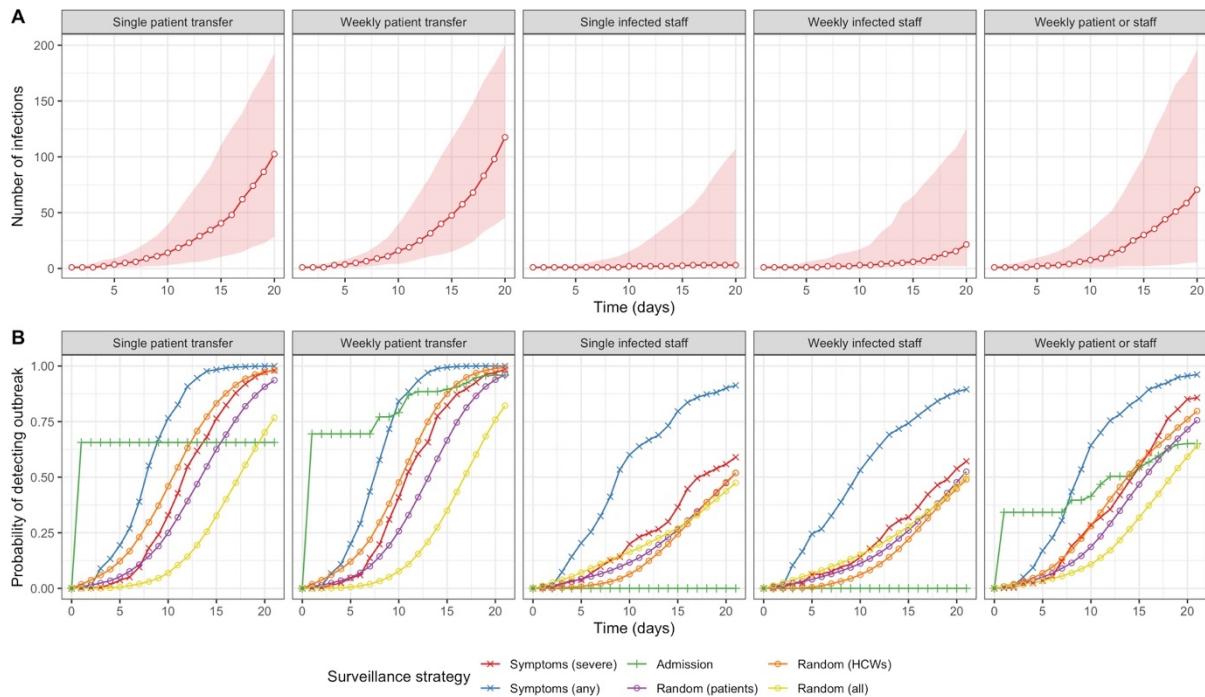 A
Single patient transfer
Weekly patient transfer
Single infected staff
Weekly infected staff
Weekly patient or staff
Number of infections
200
150
100
50
0
5 10 15 20 5 10 15 20 5 10 15 20 5 10 15 20 5 10 15 20
Time (days)
B
Single patient transfer
Weekly patient transfer
Single infected staff
Weekly infected staff
Weekly patient or staff
Probability of detecting outbreak
1.00
0.75
0.50
0.25
0.00
0 5 10 15 20 0 5 10 15 20 0 5 10 15 20 0 5 10 15 20 0 5 10 15 20
Time (days)
Surveillance strategy
Symptoms (severe)
Admission
Random (HCWs)
Symptoms (any)
Random (patients)
Random (all)